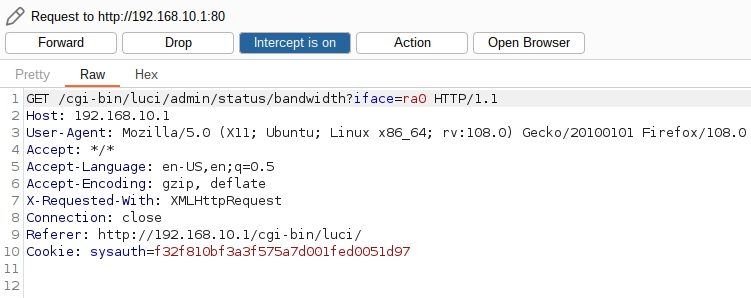 Request to http://192.168.10.1:80
Forward Drop Intercept is on Action Open Browser
Pretty Raw Hex
1 GET /cgi-bin/luci/admin/status/bandwidth?iface=ra0 HTTP/1.1
2 Host: 192.168.10.1
3 User-Agent: Mozilla/5.0 (X11; Ubuntu; Linux x86_64; rv:108.0) Gecko/20100101 Firefox/108.0
4 Accept: */*
5 Accept-Language: en-US,en;q=0.5
6 Accept-Encoding: gzip, deflate
7 X-Requested-With: XMLHttpRequest
8 Connection: close
9 Referer: http://192.168.10.1/cgi-bin/luci/
10 Cookie: sysauth=f32f810bf3a3f575a7d001fed0051d97
11
12